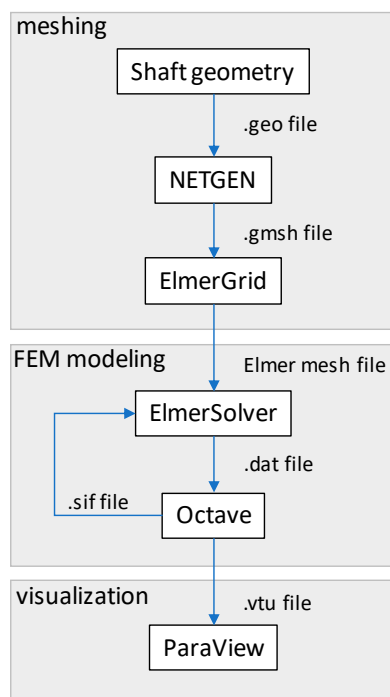 meshing
Shaft geometry
.geo file
NETGEN
.gmsh file
ElmerGrid
FEM modeling
Elmer mesh file
ElmerSolver
.dat file
.sif file
Octave
visualization
.vtu file
ParaView